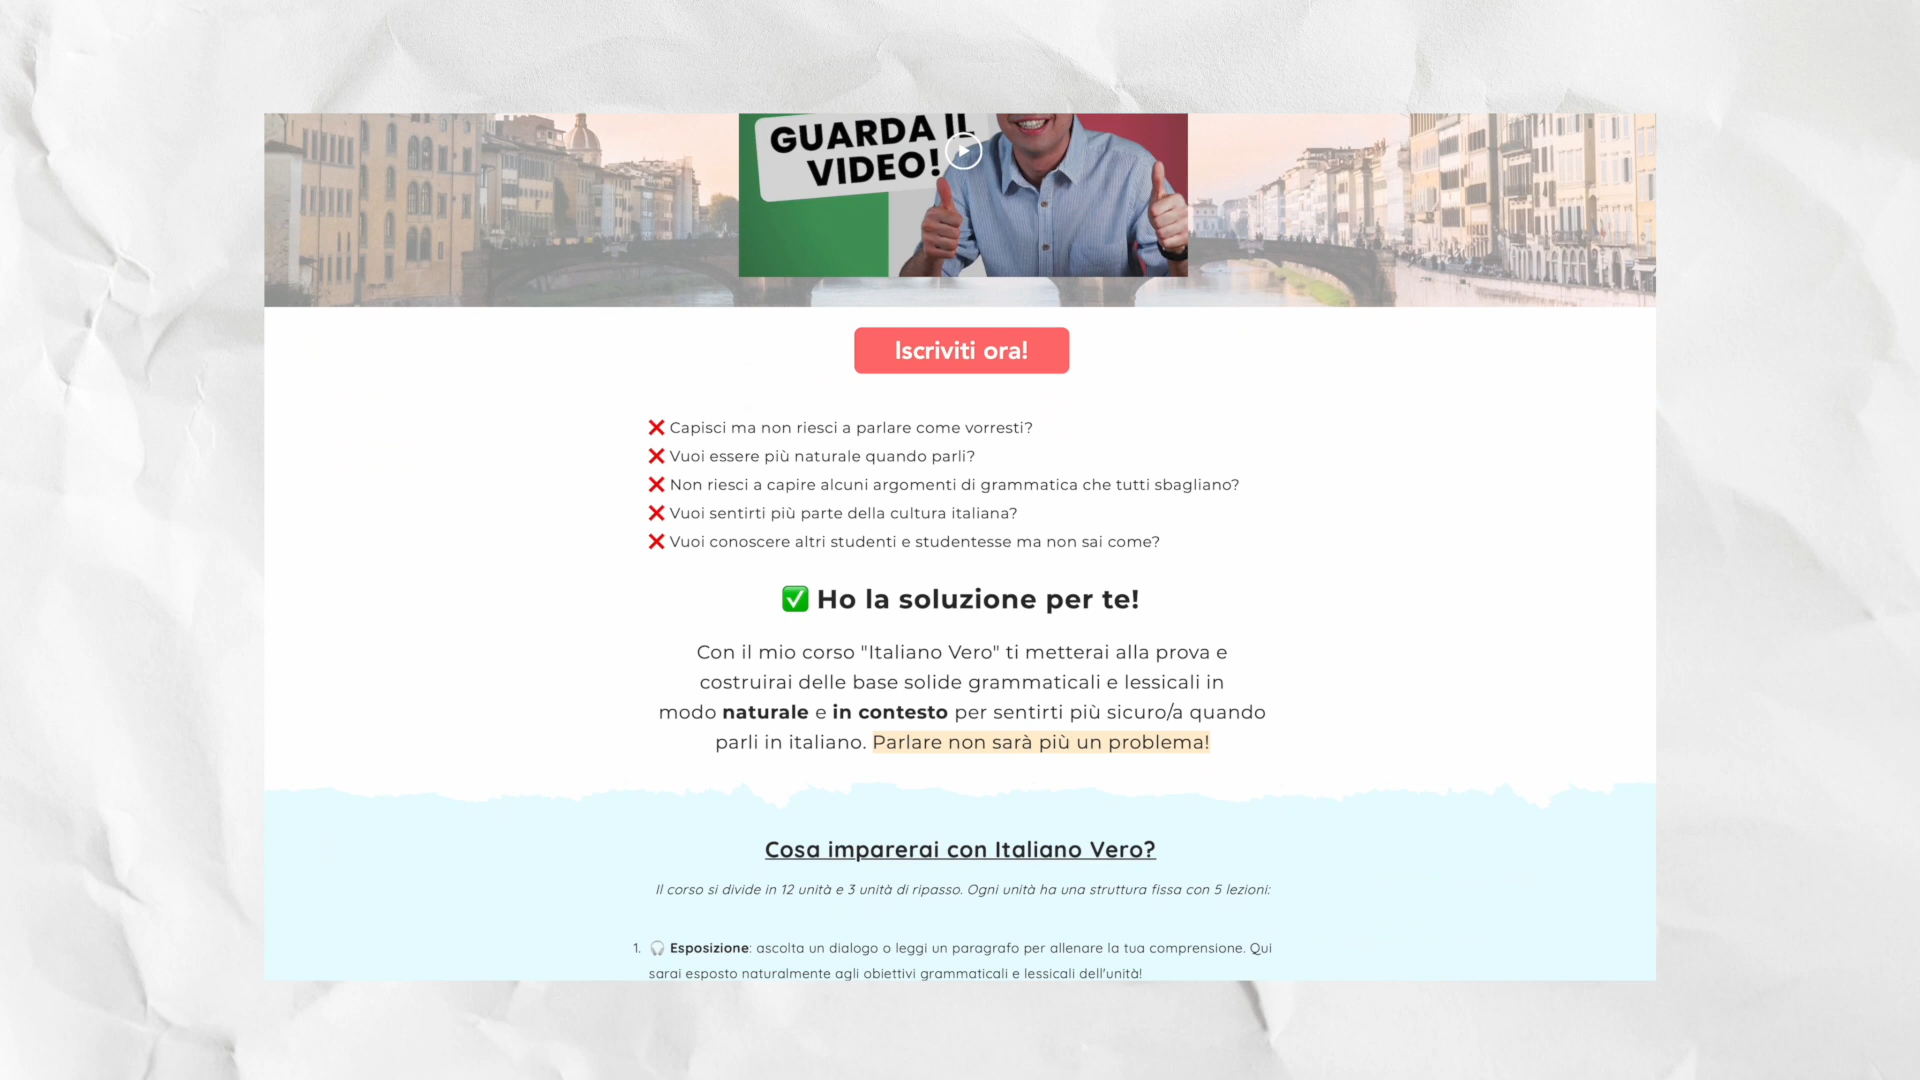 GUARDA IL
VIDEO!
Iscriviti ora!
❌ Capisci ma non riesci a parlare come vorresti?
❌ Vuoi essere più naturale quando parli?
❌ Non riesci a capire alcuni argomenti di grammatica che tutti sbagliano?
❌ Vuoi sentirti più parte della cultura italiana?
❌ Vuoi conoscere altri studenti e studentesse ma non sai come?
✅ Ho la soluzione per te!
Con il mio corso "Italiano Vero" ti metterai alla prova e
costruirai delle base solide grammaticali e lessicali in
modo naturale e in contesto per sentirti più sicuro/a quando
parli in italiano. Parlare non sarà più un problema!
Cosa imparerai con Italiano Vero?
Il corso si divide in 12 unità e 3 unità di ripasso. Ogni unità ha una struttura fissa con 5 lezioni:
1. 🎧 Esposizione: ascolta un dialogo o leggi un paragrafo per allenare la tua comprensione. Qui
sarai esposto naturalmente agli obiettivi grammaticali e lessicali dell'unità!